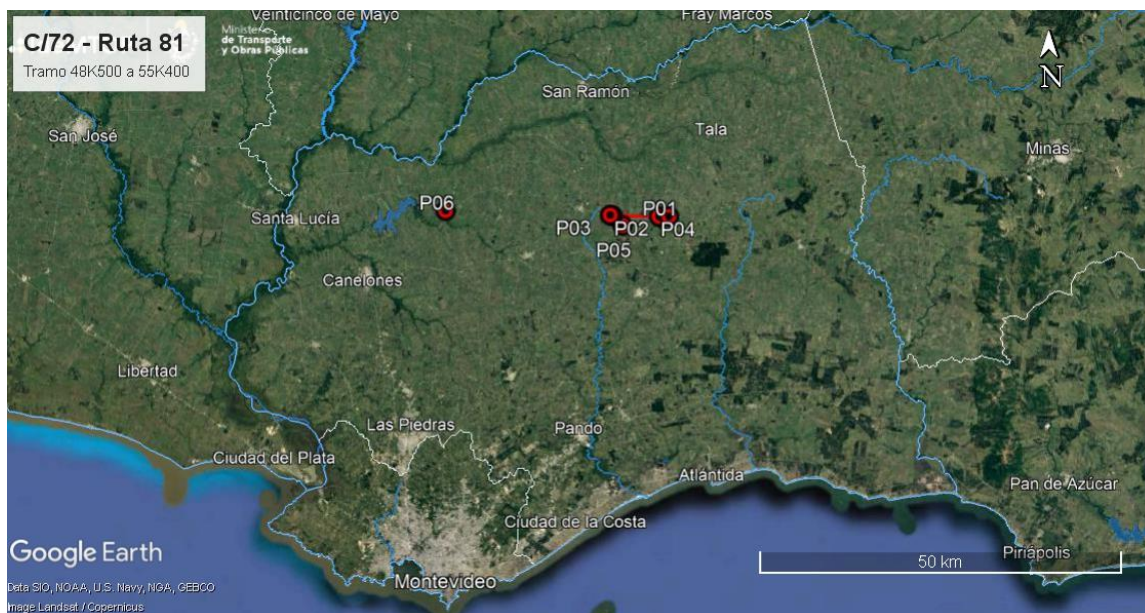 Veinticinco de Mayo
Fray Marcos
C/72 - Ruta 81
Tramo 48K500 a 55K400
Ministerio
de Transporte
y Obras Públicas
N
San Ramón
San José
Tala
Minas
P06
P01
Santa Lucía
P03
P02
P04
P05
Canelones
Libertad
Las Piedras
Pando
Ciudad del Plata
Atlántida
Pan de Azúcar
Ciudad de la Costa
Google Earth
50 km
Piriápolis
Montevideo
Data SIO, NOAA, U.S. Navy, NGA, GEBCO
Image Landsat / Copernicus